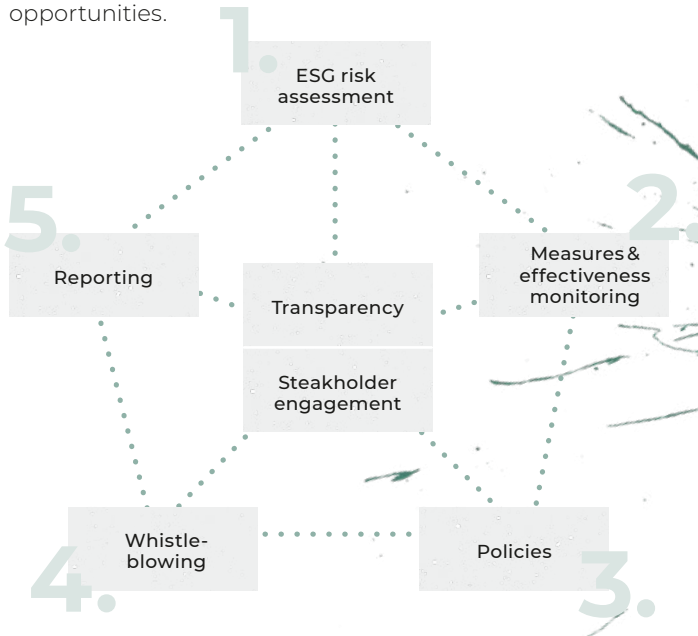 opportunities.
1.
ESG risk
assessment
5.
2.
Reporting
Measures &
effectiveness
monitoring
Transparency
Steakholder
engagement
Whistle-
blowing
4.
Policies
3.